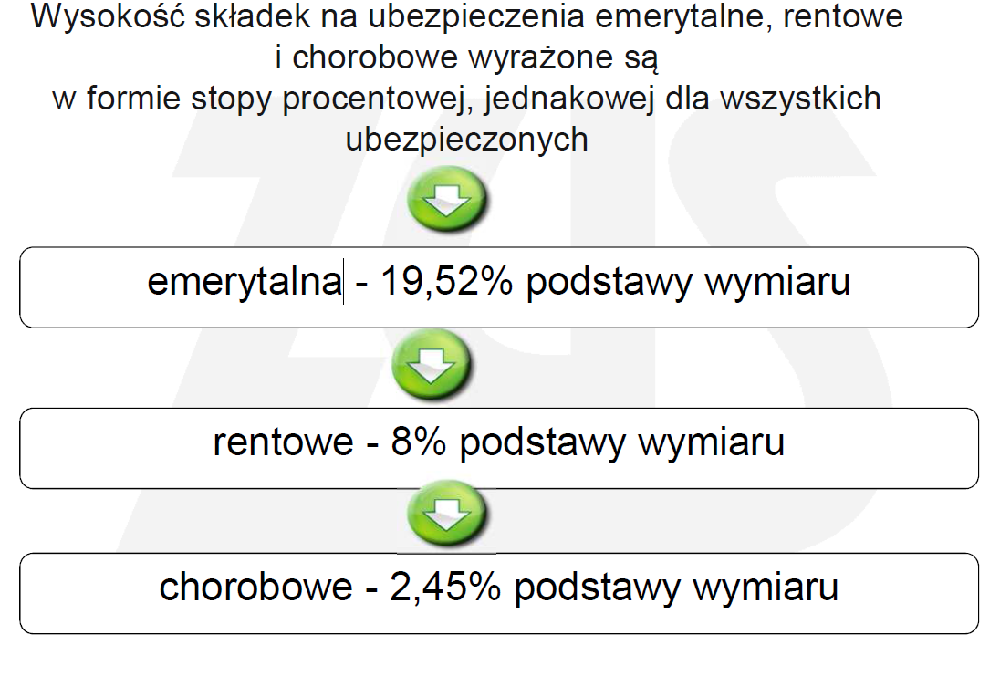 Wysokość składek na ubezpieczenia emerytalne, rentowe
i chorobowe wyrażone są
w formie stopy procentowej, jednakowej dla wszystkich
ubezpieczonych
emerytalna - 19,52% podstawy wymiaru
rentowe - 8% podstawy wymiaru
chorobowe - 2,45% podstawy wymiaru
ZUS